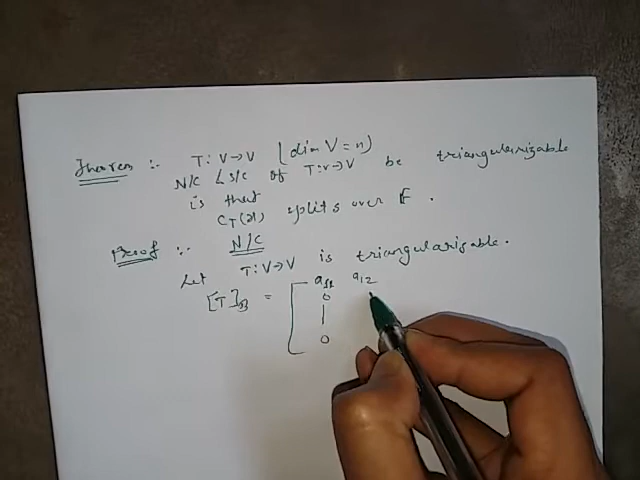 Theorem :- T: V→V (dim V = n)
N/C & S/C of T: V→V be triangularizable
is that
C_T(x) splits over F.
Proof :- N/C
Let T: V→V is triangularizable.
[T]_B = [ a11 a12
0
|
0